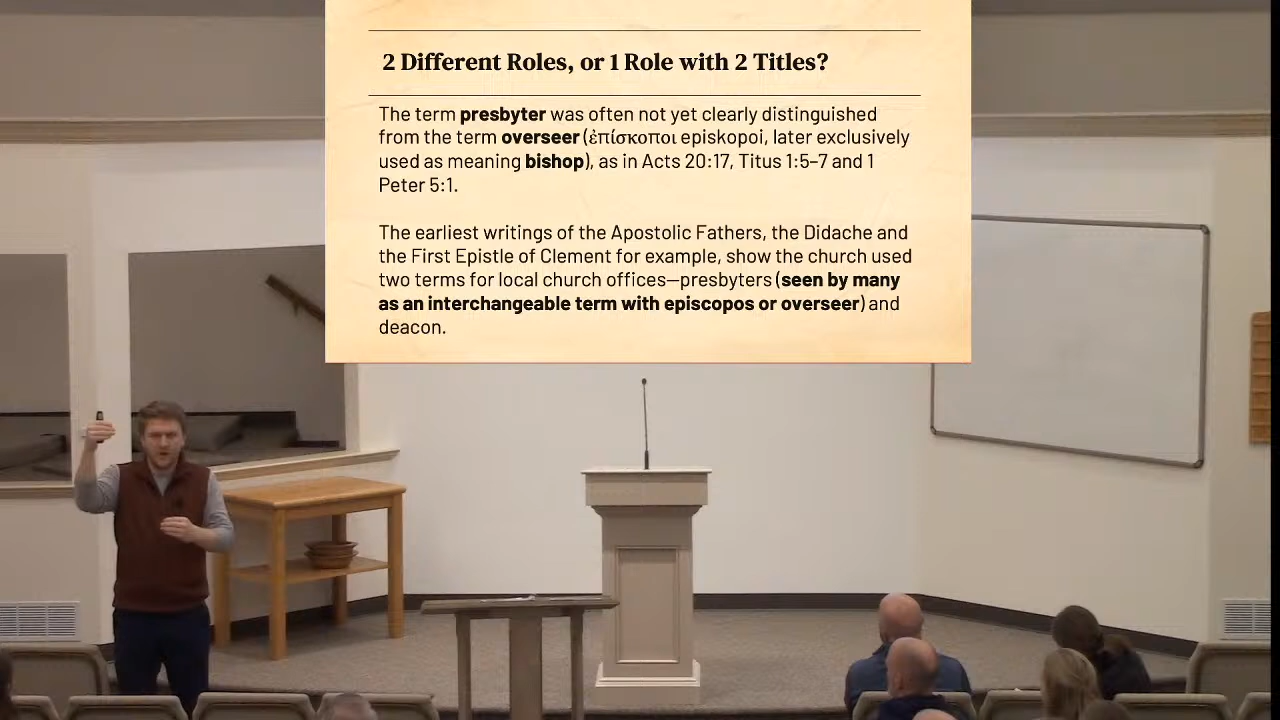 2 Different Roles, or 1 Role with 2 Titles?
The term presbyter was often not yet clearly distinguished
from the term overseer (ἐπίσκοποι episkopoi, later exclusively
used as meaning bishop), as in Acts 20:17, Titus 1:5–7 and 1
Peter 5:1.
The earliest writings of the Apostolic Fathers, the Didache and
the First Epistle of Clement for example, show the church used
two terms for local church offices—presbyters (seen by many
as an interchangeable term with episcopos or overseer) and
deacon.